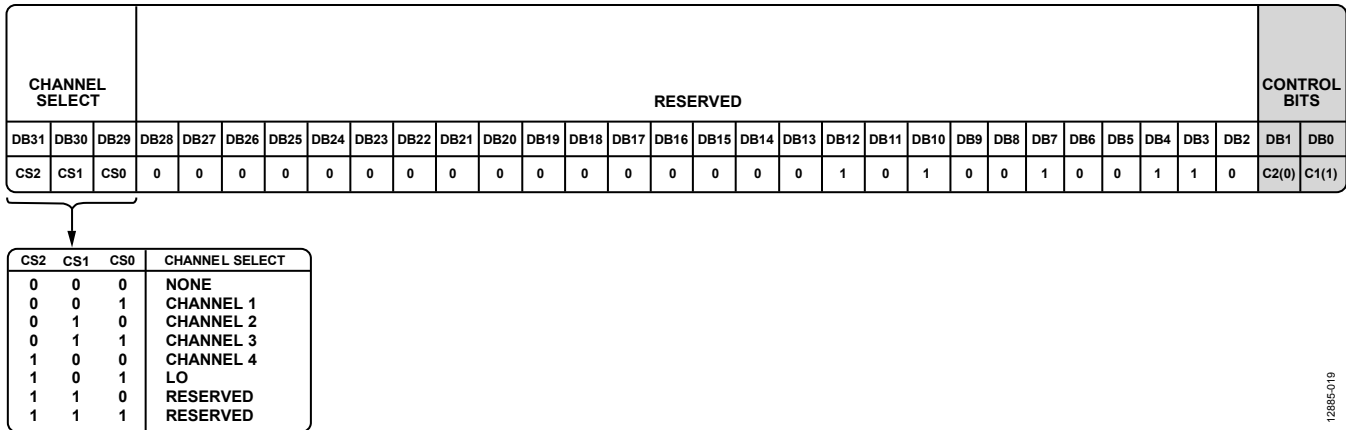 CHANNEL
SELECT
RESERVED
CONTROL
BITS
DB31 DB30 DB29 DB28 DB27 DB26 DB25 DB24 DB23 DB22 DB21 DB20 DB19 DB18 DB17 DB16 DB15 DB14 DB13 DB12 DB11 DB10 DB9 DB8 DB7 DB6 DB5 DB4 DB3 DB2 DB1 DB0
CS2 CS1 CS0 0 0 0 0 0 0 0 0 0 0 0 0 0 0 0 0 1 0 1 0 0 1 0 0 1 1 0 C2(0) C1(1)
CS2 CS1 CS0 CHANNEL SELECT
0 0 0 NONE
0 0 1 CHANNEL 1
0 1 0 CHANNEL 2
0 1 1 CHANNEL 3
1 0 0 CHANNEL 4
1 0 1 LO
1 1 0 RESERVED
1 1 1 RESERVED
12885-019